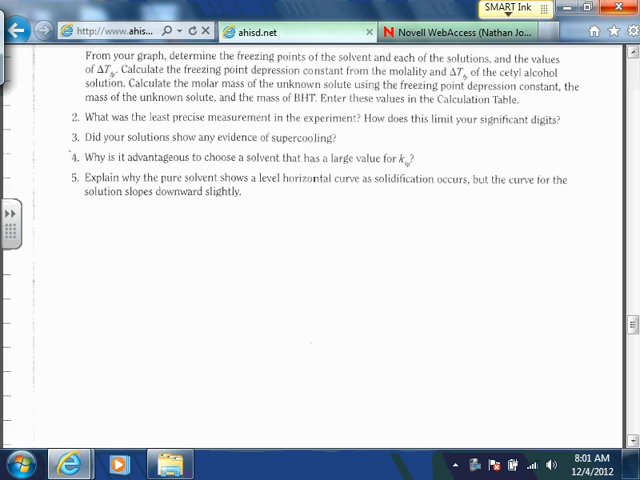 SMART Ink
http://www.ahis...
ahisd.net
Novell WebAccess (Nathan Jo...
From your graph, determine the freezing points of the solvent and each of the solutions, and the values
of ΔTfp. Calculate the freezing point depression constant from the molality and ΔTfp of the cetyl alcohol
solution. Calculate the molar mass of the unknown solute using the freezing point depression constant, the
mass of the unknown solute, and the mass of BHT. Enter these values in the Calculation Table.
2. What was the least precise measurement in the experiment? How does this limit your significant digits?
3. Did your solutions show any evidence of supercooling?
4. Why is it advantageous to choose a solvent that has a large value for kfp?
5. Explain why the pure solvent shows a level horizontal curve as solidification occurs, but the curve for the
solution slopes downward slightly.
8:01 AM
12/4/2012